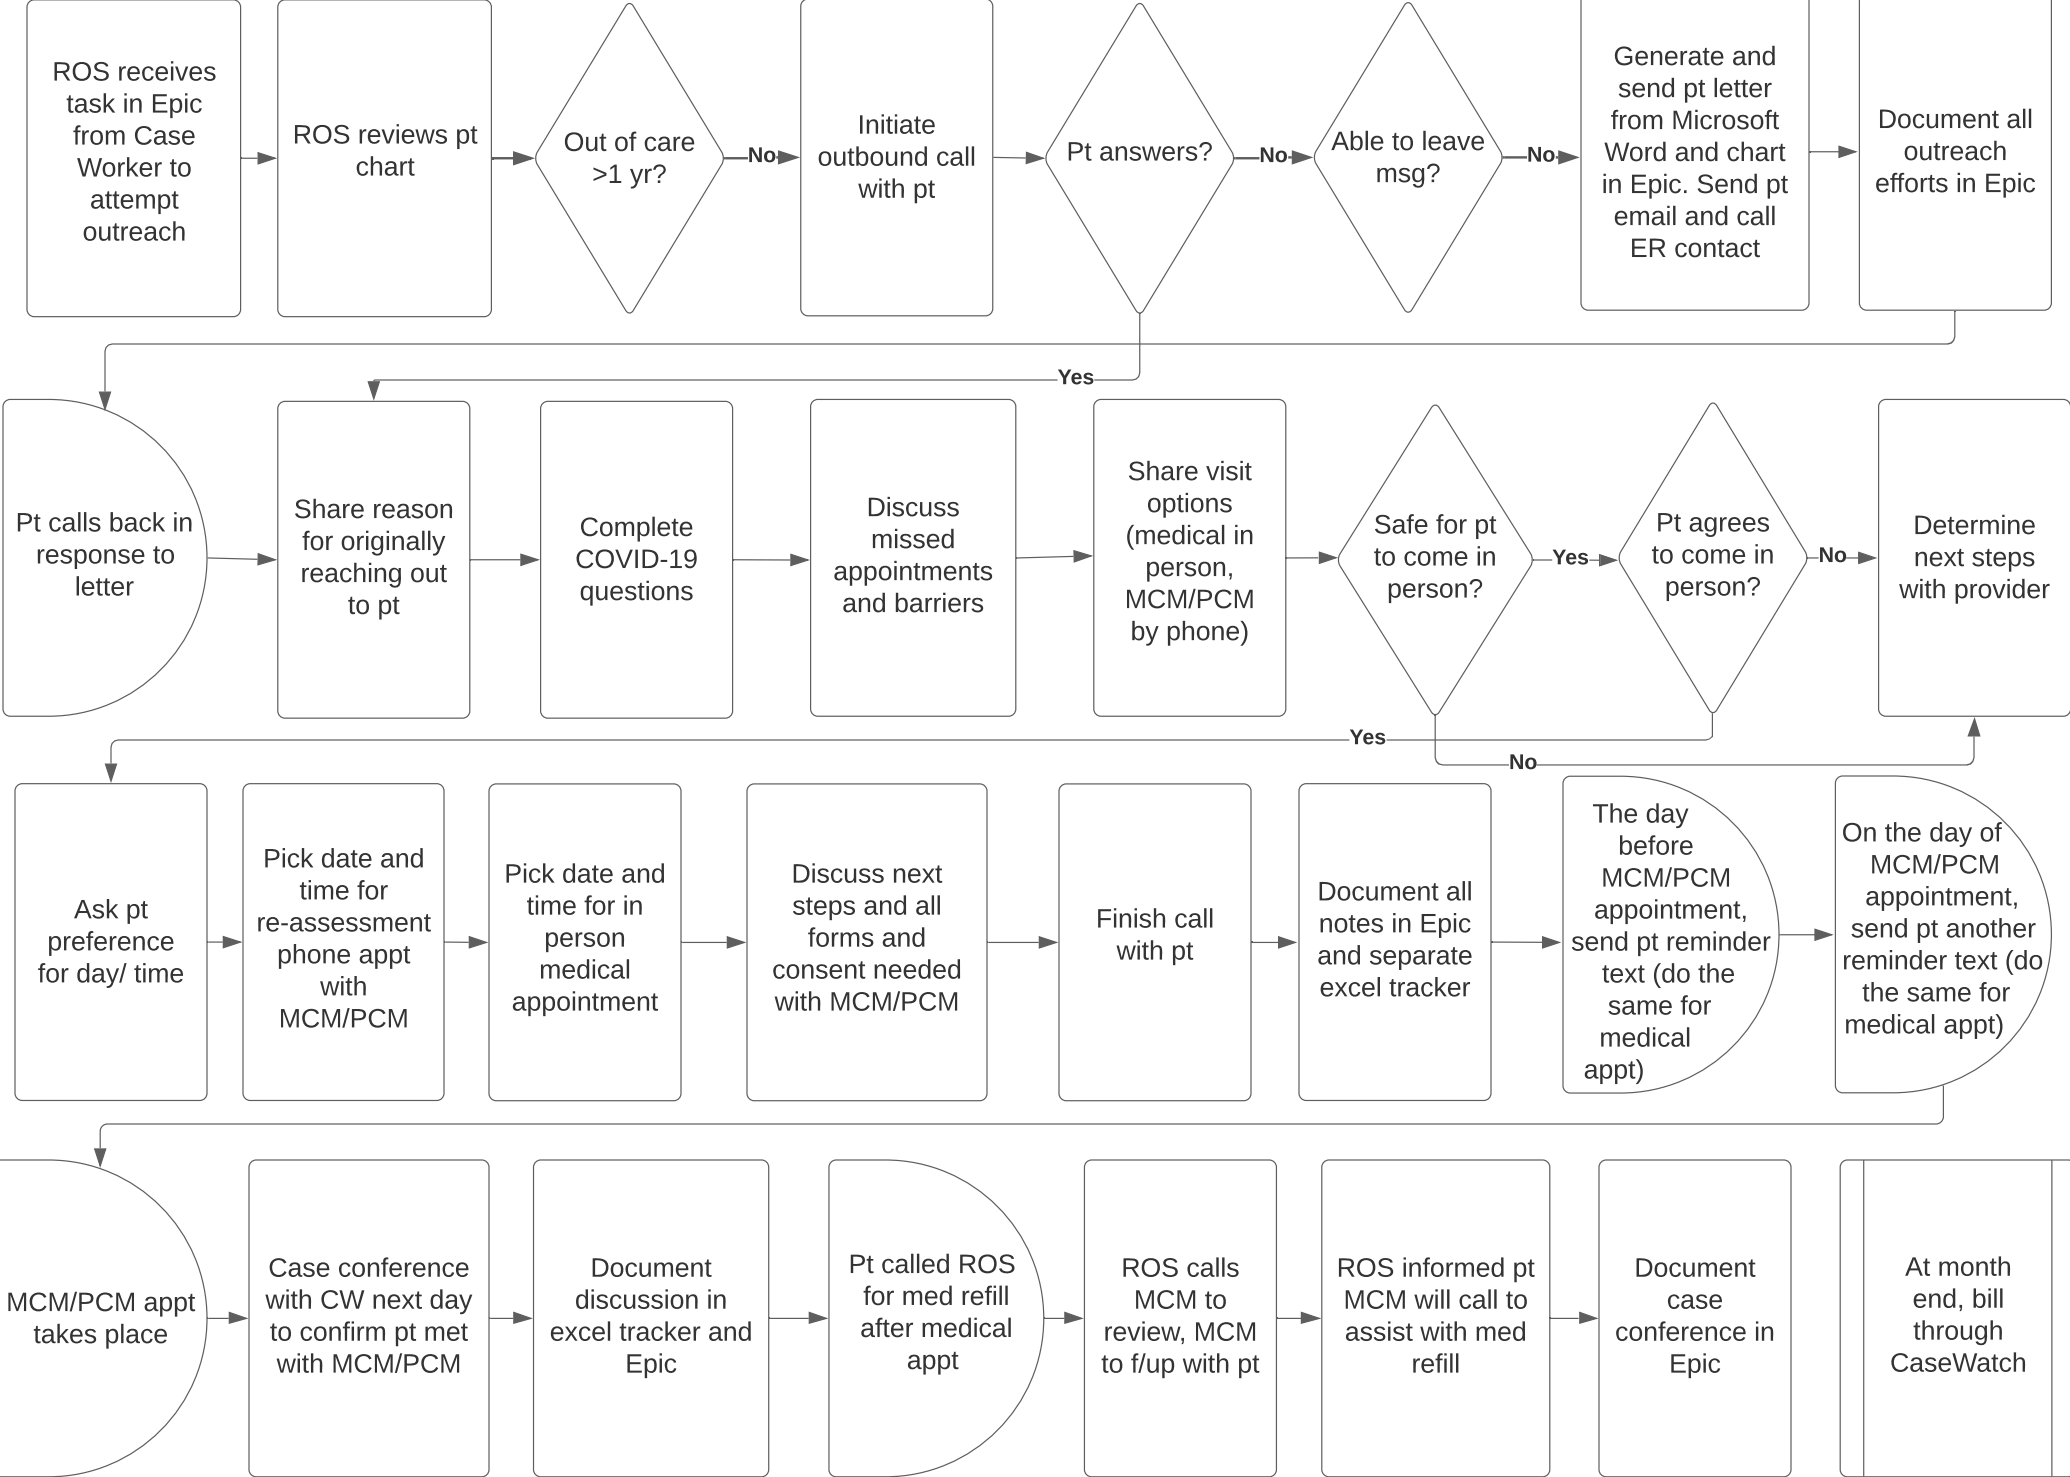 ROS receives
task in Epic
from Case
Worker to
attempt
outreach
ROS reviews pt
chart
Out of care
>1 yr?
No
Initiate
outbound call
with pt
Pt answers?
No
Able to leave
msg?
No
Generate and
send pt letter
from Microsoft
Word and chart
in Epic. Send pt
email and call
ER contact
Document all
outreach
efforts in Epic
Yes
Pt calls back in
response to
letter
Share reason
for originally
reaching out
to pt
Complete
COVID-19
questions
Discuss
missed
appointments
and barriers
Share visit
options
(medical in
person,
MCM/PCM
by phone)
Safe for pt
to come in
person?
Yes
Pt agrees
to come in
person?
No
Determine
next steps
with provider
Yes
No
Ask pt
preference
for day/ time
Pick date and
time for
re-assessment
phone appt
with
MCM/PCM
Pick date and
time for in
person
medical
appointment
Discuss next
steps and all
forms and
consent needed
with MCM/PCM
Finish call
with pt
Document all
notes in Epic
and separate
excel tracker
The day
before
MCM/PCM
appointment,
send pt reminder
text (do the
same for
medical
appt)
On the day of
MCM/PCM
appointment,
send pt another
reminder text (do
the same for
medical appt)
MCM/PCM appt
takes place
Case conference
with CW next day
to confirm pt met
with MCM/PCM
Document
discussion in
excel tracker and
Epic
Pt called ROS
for med refill
after medical
appt
ROS calls
MCM to
review, MCM
to f/up with pt
ROS informed pt
MCM will call to
assist with med
refill
Document
case
conference in
Epic
At month
end, bill
through
CaseWatch